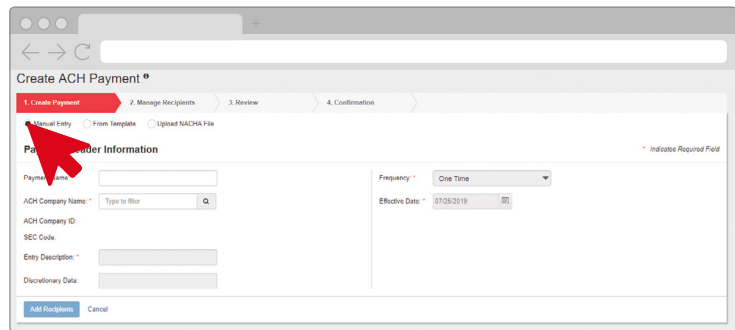 Create ACH Payment
1. Create Payment 2. Manage Recipients 3. Review 4. Confirmation
Manual Entry From Template Upload NACHA File
Information * Indicates Required Field
Payment Name Frequency: * One Time
ACH Company Name: * Type to filter Effective Date: * 07/26/2019
ACH Company ID:
SEC Code:
Entry Description: *
Discretionary Data:
Add Recipients Cancel